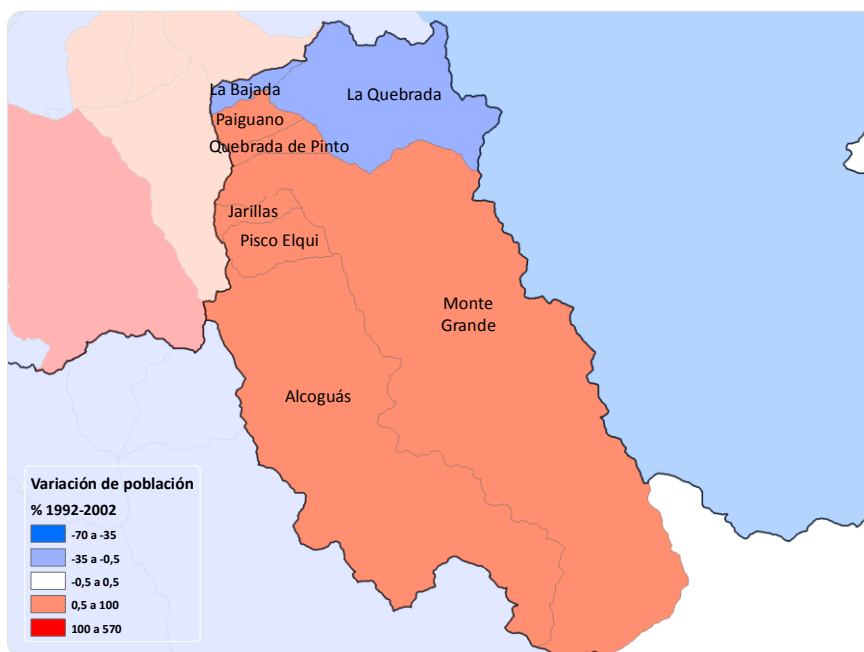 La Bajada
La Quebrada
Paiguano
Quebrada de Pinto
Jarillas
Pisco Elqui
Monte
Grande
Alcoguás
Variación de población
% 1992-2002
-70 a -35
-35 a -0,5
-0,5 a 0,5
0,5 a 100
100 a 570